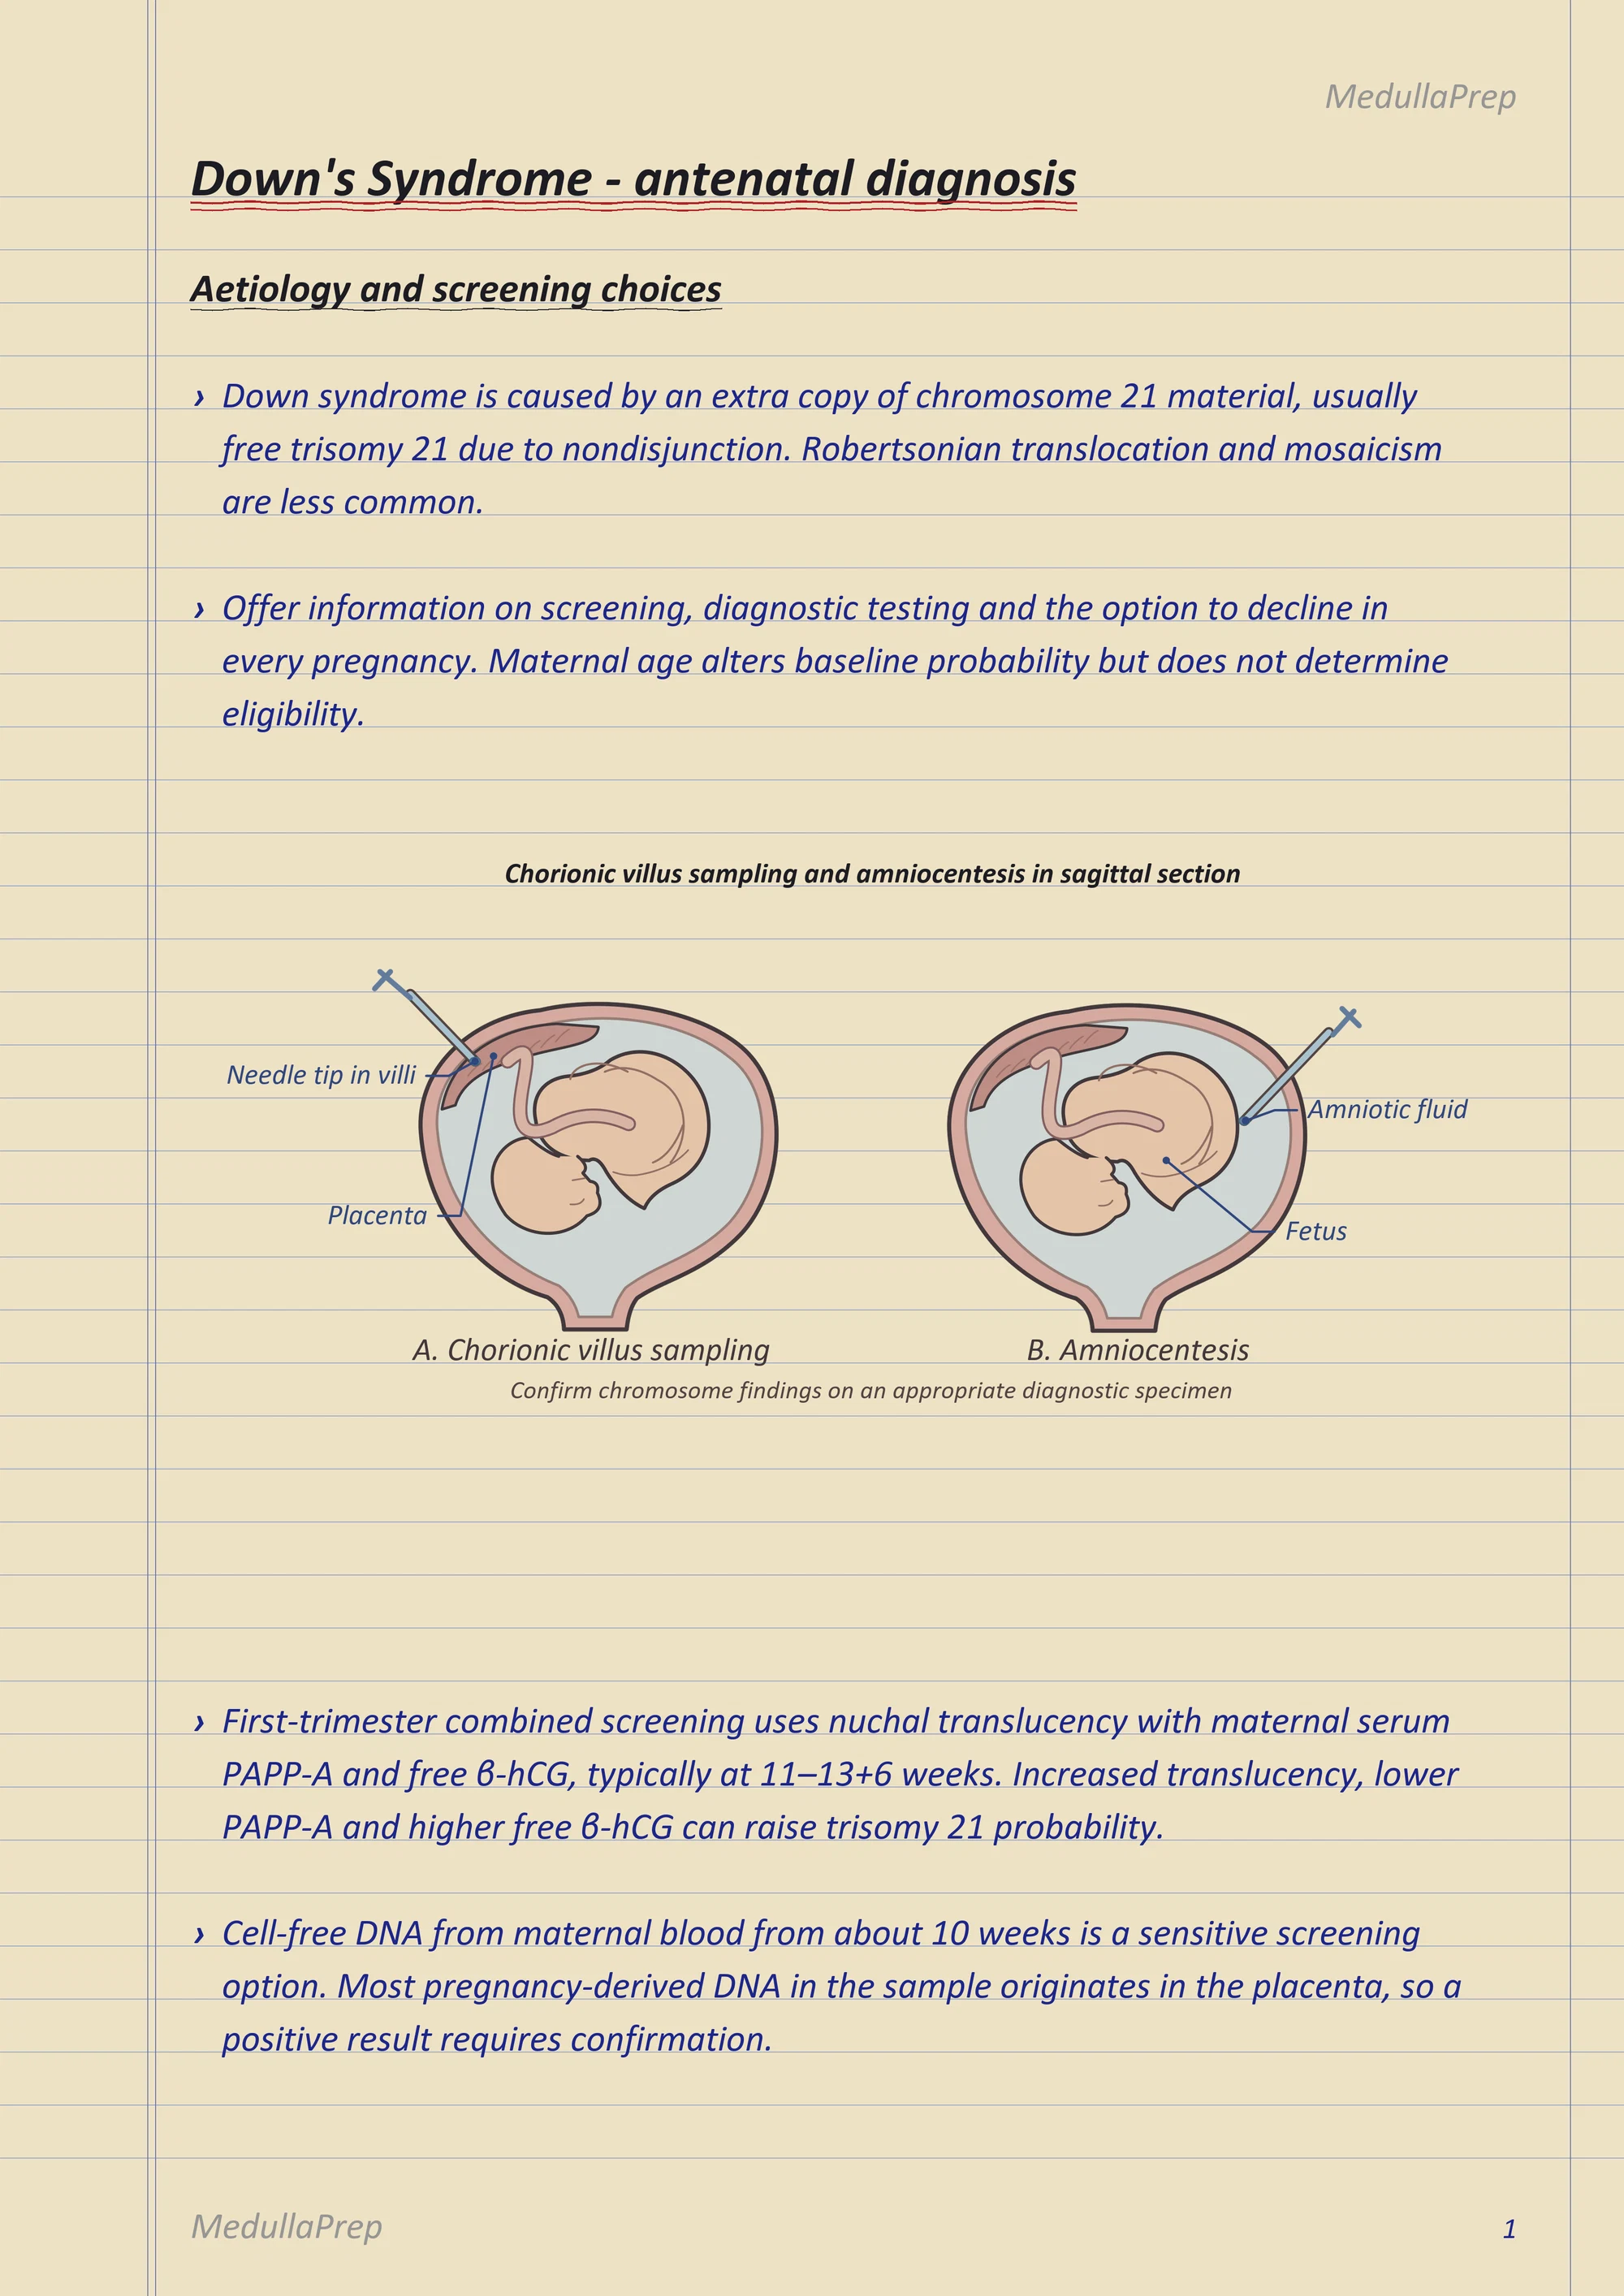 MedullaPrep
Down's Syndrome - antenatal diagnosis
Aetiology and screening choices
› Down syndrome is caused by an extra copy of chromosome 21 material, usually
free trisomy 21 due to nondisjunction. Robertsonian translocation and mosaicism
are less common.
› Offer information on screening, diagnostic testing and the option to decline in
every pregnancy. Maternal age alters baseline probability but does not determine
eligibility.
Chorionic villus sampling and amniocentesis in sagittal section
Needle tip in villi
Placenta
Amniotic fluid
Fetus
A. Chorionic villus sampling
B. Amniocentesis
Confirm chromosome findings on an appropriate diagnostic specimen
› First-trimester combined screening uses nuchal translucency with maternal serum
PAPP-A and free β-hCG, typically at 11–13+6 weeks. Increased translucency, lower
PAPP-A and higher free β-hCG can raise trisomy 21 probability.
› Cell-free DNA from maternal blood from about 10 weeks is a sensitive screening
option. Most pregnancy-derived DNA in the sample originates in the placenta, so a
positive result requires confirmation.
MedullaPrep
1